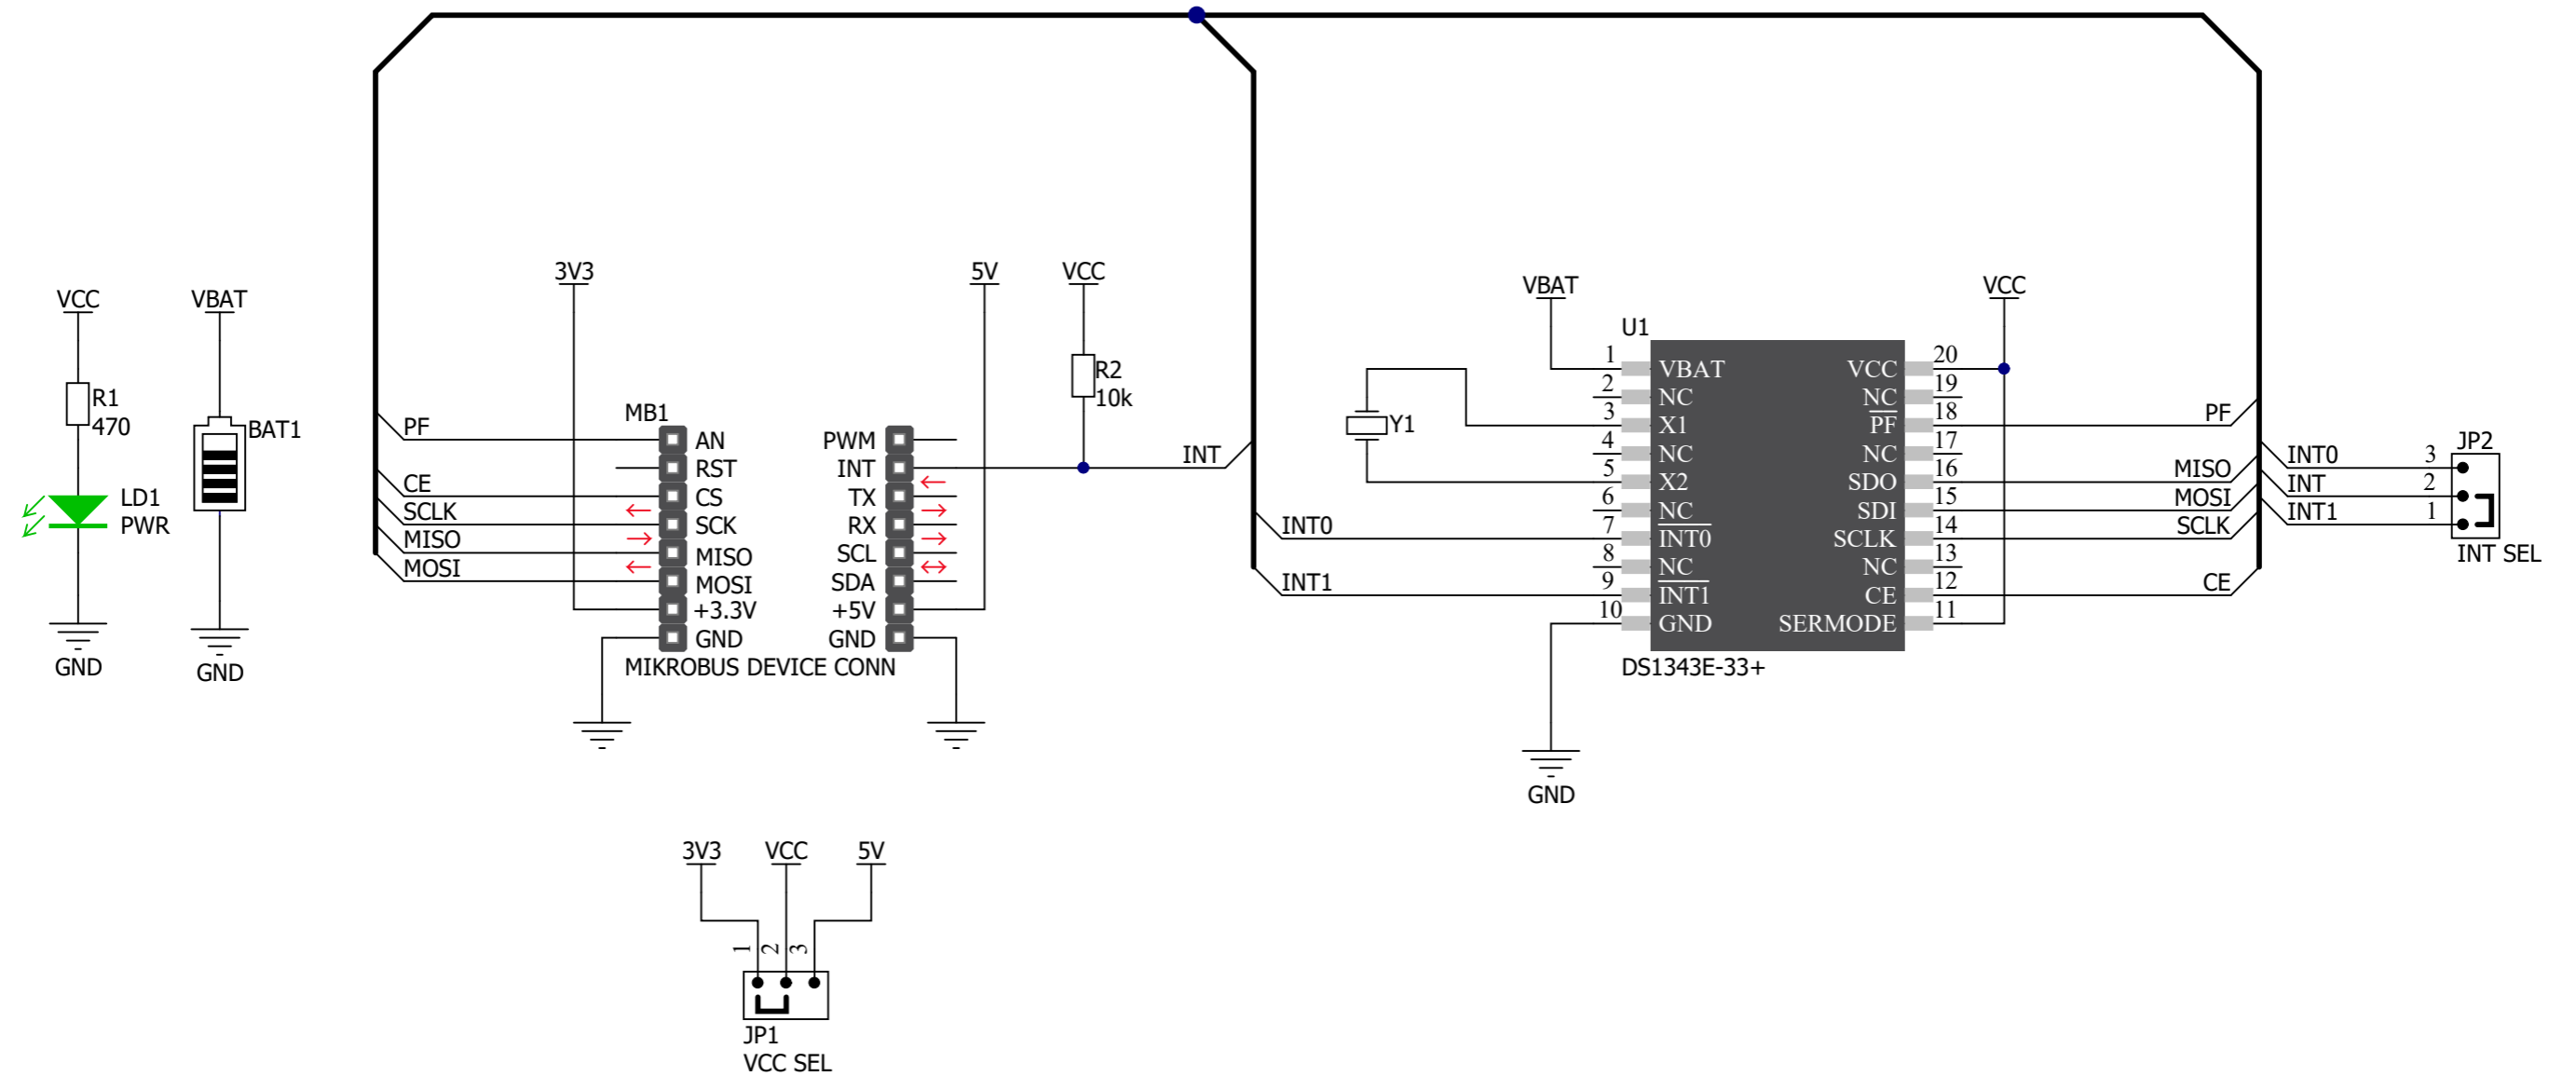 VCC
R1
470
LD1
PWR
GND
VBAT
BAT1
GND
PF
CE
SCLK
MISO
MOSI
3V3
MB1
AN
RST
CS
SCK
MISO
MOSI
+3.3V
GND
PWM
INT
TX
RX
SCL
SDA
+5V
GND
MIKROBUS DEVICE CONN
5V
VCC
R2
10k
INT
INT0
INT1
VBAT
Y1
U1
1 VBAT
2 NC
3 X1
4 NC
5 X2
6 NC
7 INT0
8 NC
9 INT1
10 GND
VCC 20
NC 19
PF 18
NC 17
SDO 16
SDI 15
SCLK 14
NC 13
CE 12
SERMODE 11
DS1343E-33+
GND
VCC
PF
MISO
MOSI
SCLK
CE
JP2
INT0 3
INT 2
INT1 1
INT SEL
3V3 VCC 5V
1 2 3
JP1
VCC SEL